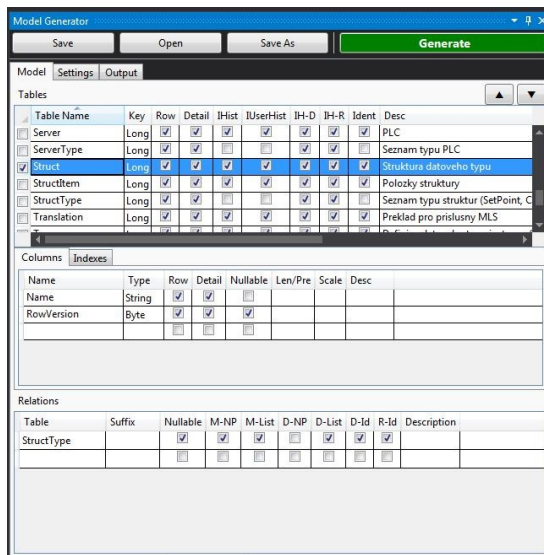 Model Generator
Save Open Save As Generate
Model Settings Output
Tables
Table Name Key Row Detail IHist IUserHist IH-D IH-R Ident Desc
Server Long PLC
ServerType Long Seznam typu PLC
Struct Long Struktura datoveho typu
StructItem Long Polozky struktury
StructType Long Seznam typu struktur (SetPoint, C
Translation Long Preklad pro prislusny MLS
Columns Indexes
Name Type Row Detail Nullable Len/Pre Scale Desc
Name String
RowVersion Byte
Relations
Table Suffix Nullable M-NP M-List D-NP D-List D-Id R-Id Description
StructType